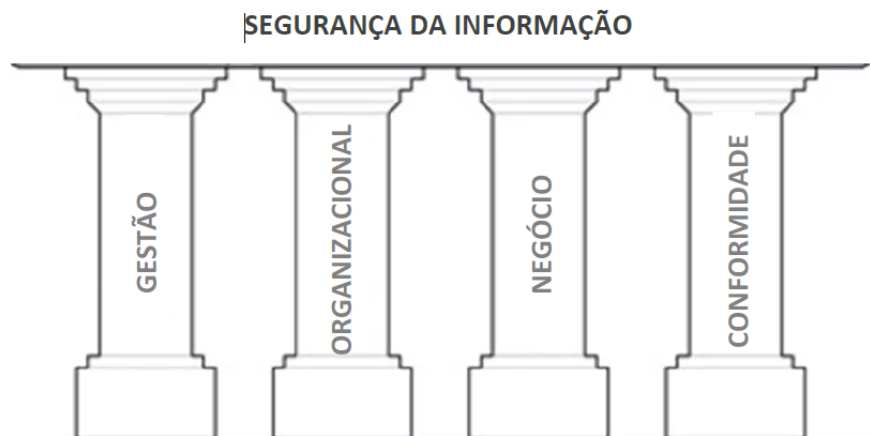 SEGURANÇA DA INFORMAÇÃO
GESTÃO
ORGANIZACIONAL
NEGÓCIO
CONFORMIDADE